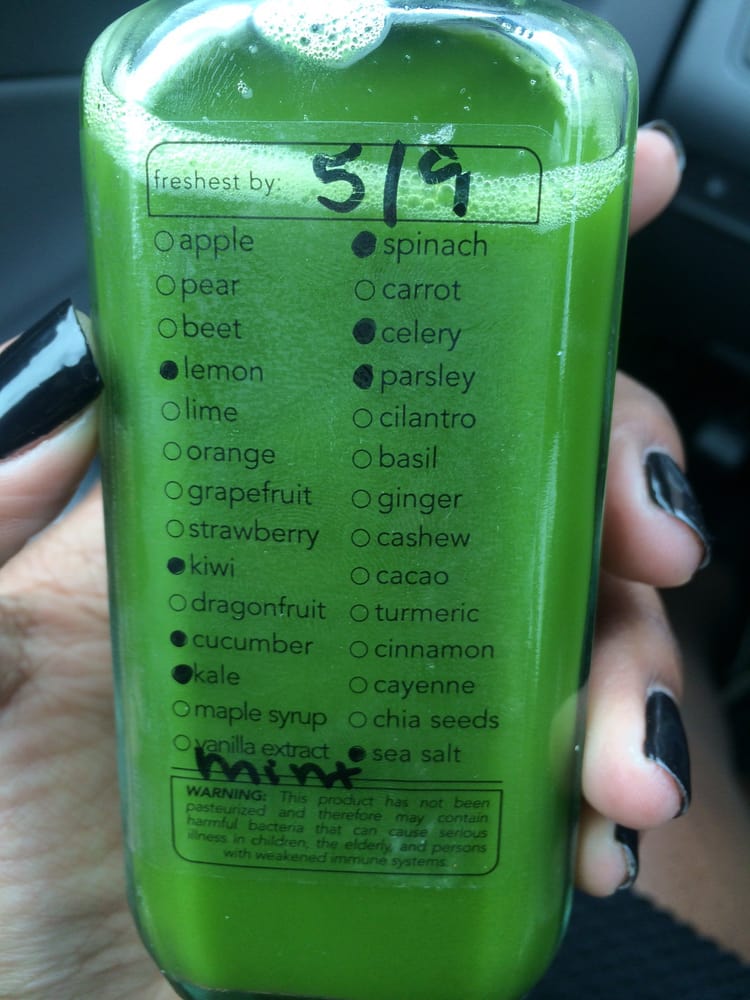 freshest by: 5/9
apple
pear
beet
lemon
lime
orange
grapefruit
strawberry
kiwi
dragonfruit
cucumber
kale
maple syrup
vanilla extract
mint
spinach
carrot
celery
parsley
cilantro
basil
ginger
cashew
cacao
turmeric
cinnamon
cayenne
chia seeds
sea salt
WARNING: This product has not been
pasteurized and therefore may contain
harmful bacteria that can cause serious
illness in children, the elderly, and persons
with weakened immune systems.